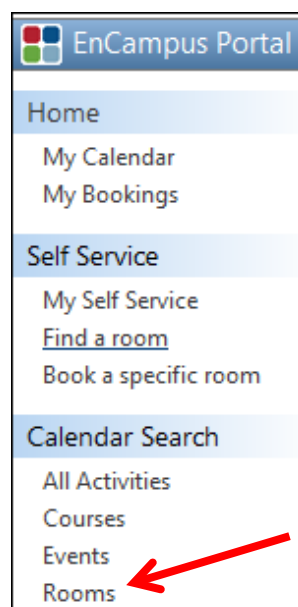 EnCampus Portal
Home
My Calendar
My Bookings
Self Service
My Self Service
Find a room
Book a specific room
Calendar Search
All Activities
Courses
Events
Rooms